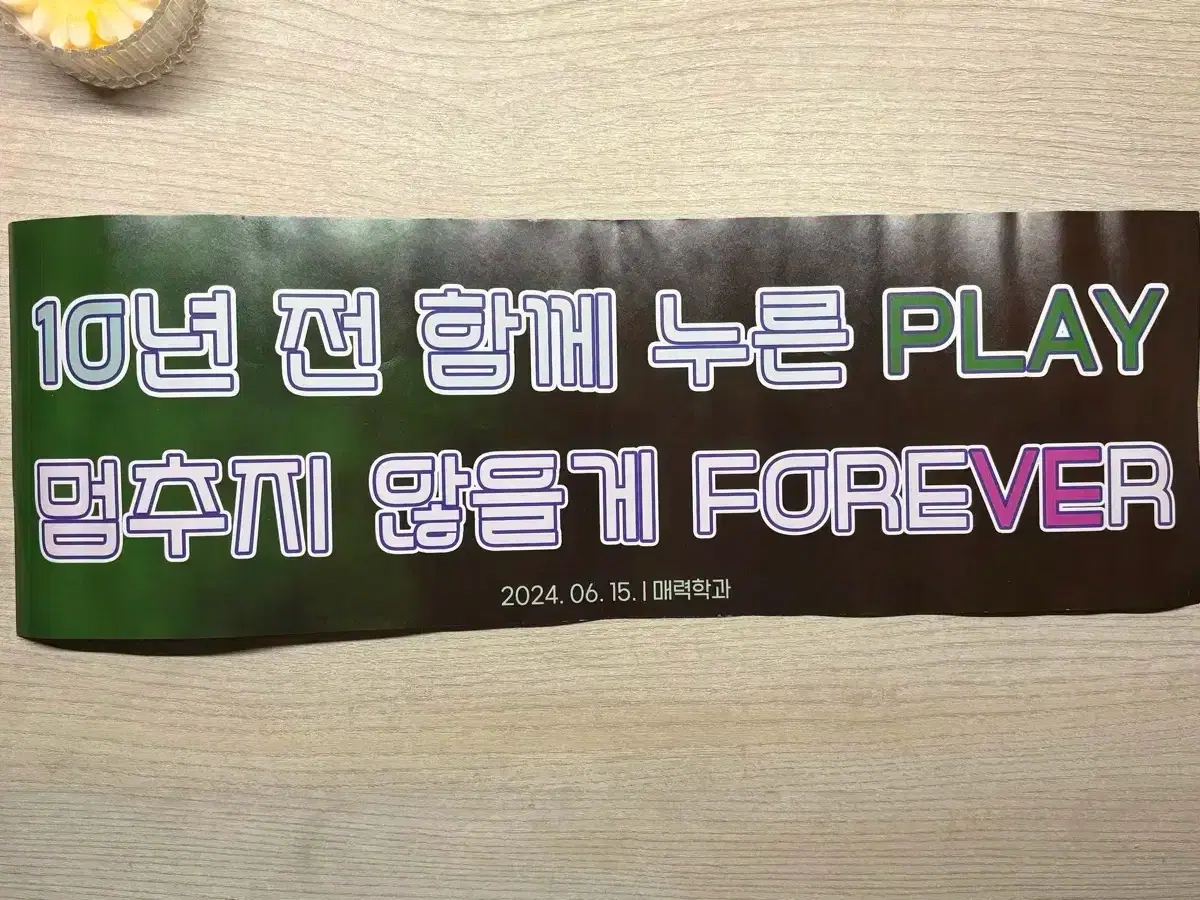 10년 전 함께 누른 PLAY
멈추지 않을게 FOREVER
2024. 06. 15. | 매력학과